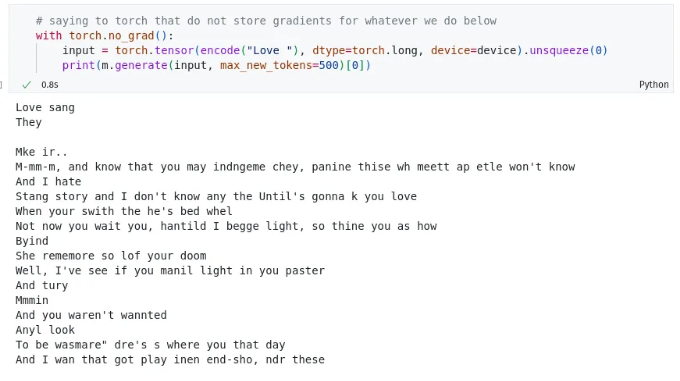 # saying to torch that do not store gradients for whatever we do below
with torch.no_grad():
    input = torch.tensor(encode("Love "), dtype=torch.long, device=device).unsqueeze(0)
    print(m.generate(input, max_new_tokens=500)[0])
✓ 0.8s Python
Love sang
They

Mke ir..
M-mm-m, and know that you may indngeme chey, panine thise wh meett ap etle won't know
And I hate
Stang story and I don't know any the Until's gonna k you love
When your swith the he's bed whel
Not now you wait you, hantild I begge light, so thine you as how
Byind
She rememore so lof your doom
Well, I've see if you manil light in you paster
And tury
Mmmin
And you waren't wannted
Anyl look
To be wasmare" dre's s where you that day
And I wan that got play inen end-sho, ndr these